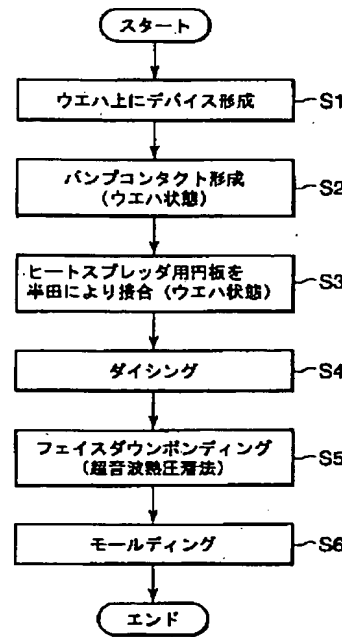 スタート
ウエハ上にデバイス形成
S1
バンプコンタクト形成
(ウエハ状態)
S2
ヒートスプレッダ用円板を
半田により接合 (ウエハ状態)
S3
ダイシング
S4
フェイスダウンボンディング
(超音波熱圧着法)
S5
モールディング
S6
エンド